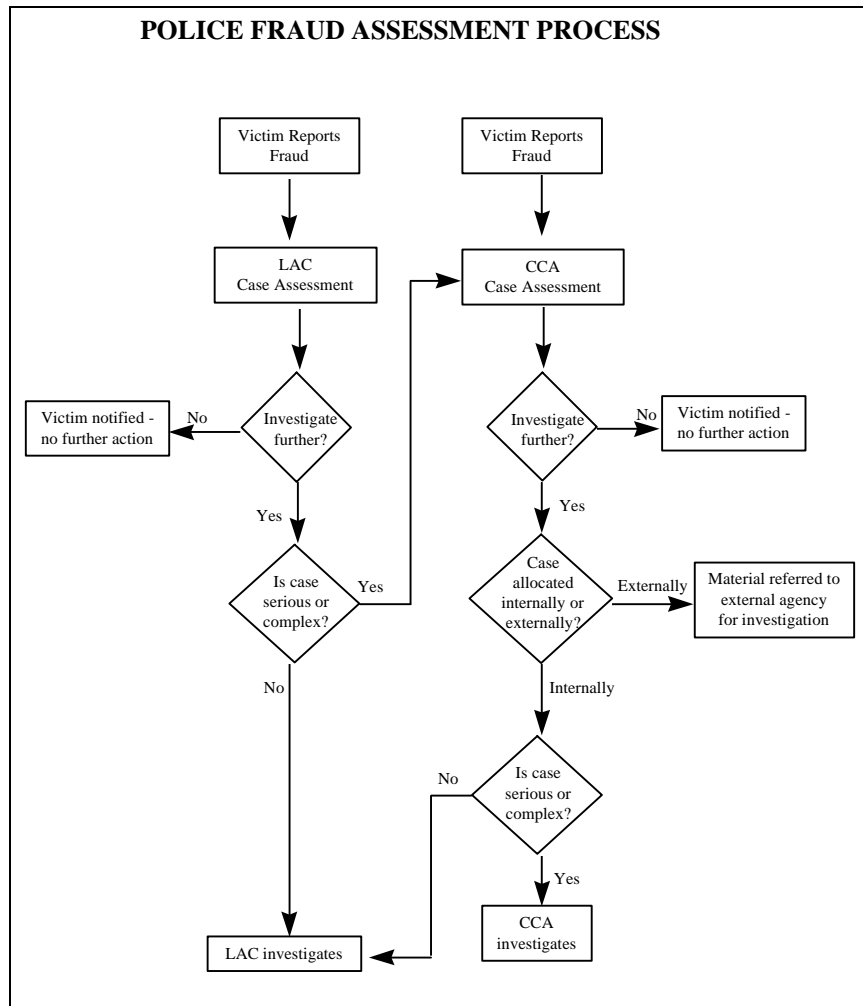 POLICE FRAUD ASSESSMENT PROCESS
Victim Reports
Fraud
Victim Reports
Fraud
LAC
Case Assessment
CCA
Case Assessment
Victim notified -
no further action
No
Investigate
further?
Investigate
further?
No
Victim notified -
no further action
Yes
Yes
Is case
serious or
complex?
Yes
Case
allocated
internally or
externally?
Externally
Material referred to
external agency
for investigation
No
Internally
No
Is case
serious or
complex?
Yes
LAC investigates
CCA
investigates